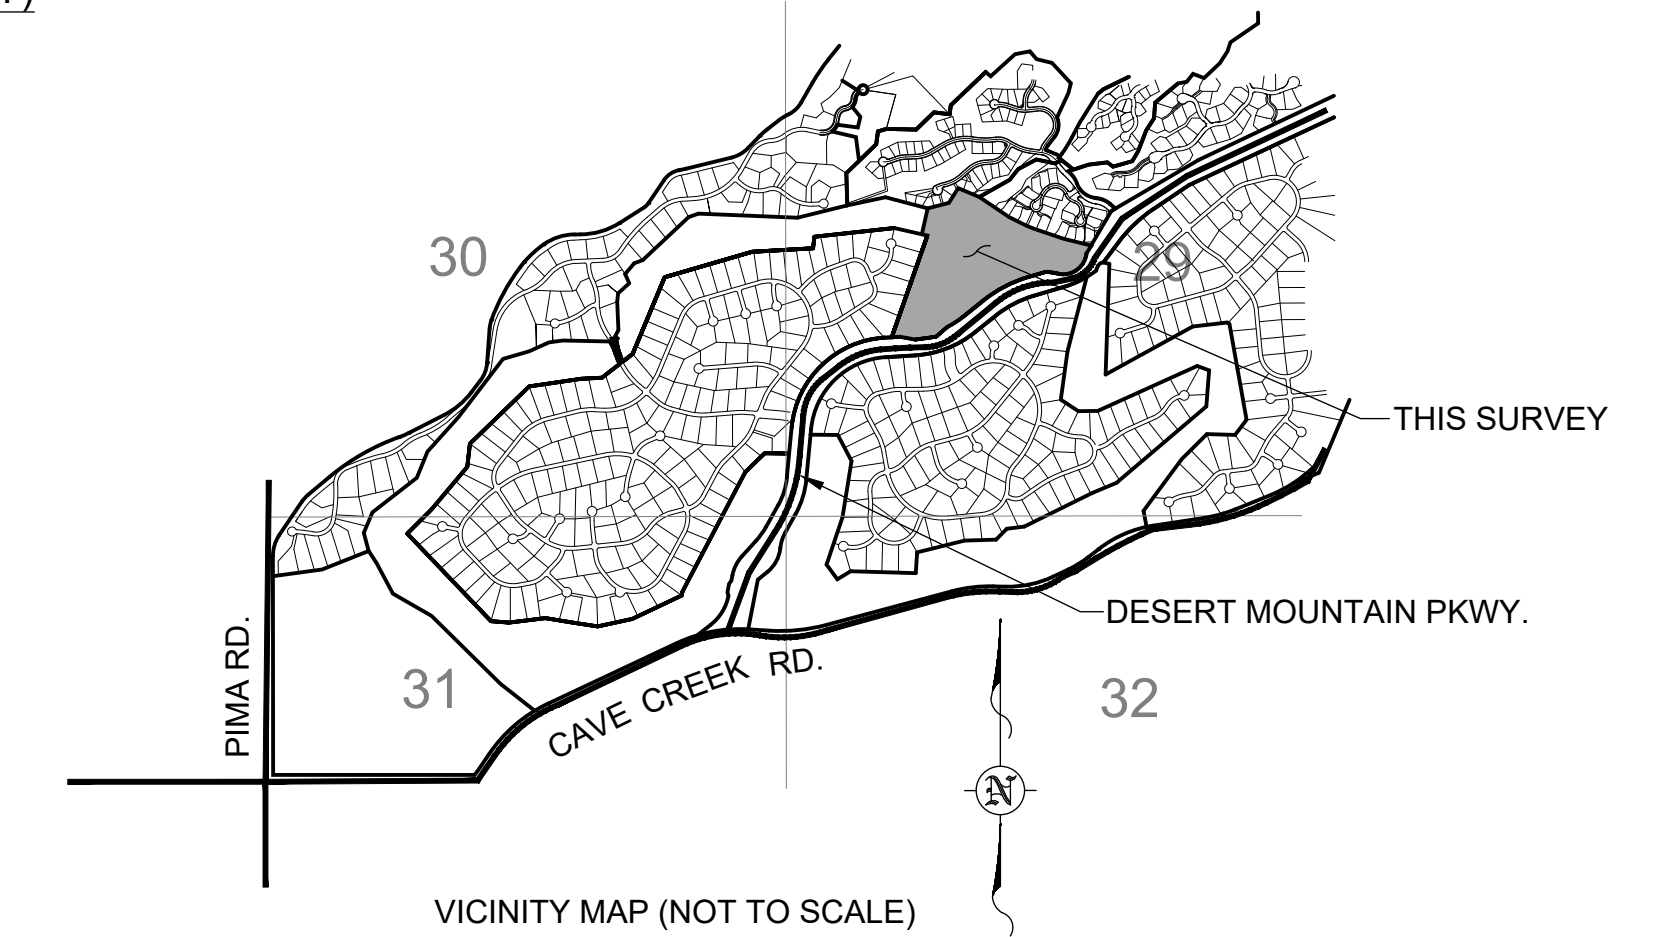 30
29
THIS SURVEY
DESERT MOUNTAIN PKWY.
PIMA RD.
31
CAVE CREEK RD.
32
N
VICINITY MAP (NOT TO SCALE)